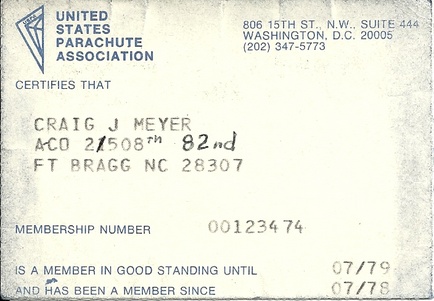 UNITED
STATES
PARACHUTE
ASSOCIATION
806 15TH ST., N.W., SUITE 444
WASHINGTON, D.C. 20005
(202) 347-5773
CERTIFIES THAT
CRAIG J MEYER
ACO 2/508th 82nd
FT BRAGG NC 28307
MEMBERSHIP NUMBER 00123474
IS A MEMBER IN GOOD STANDING UNTIL 07/79
AND HAS BEEN A MEMBER SINCE 07/78